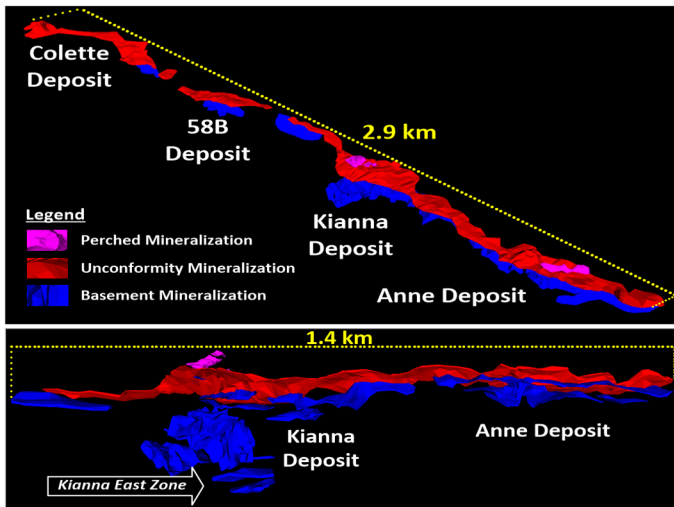 Colette
Deposit
58B
Deposit
2.9 km
Kianna
Deposit
Anne Deposit
Legend
Perched Mineralization
Unconformity Mineralization
Basement Mineralization
1.4 km
Kianna
Deposit
Anne Deposit
Kianna East Zone